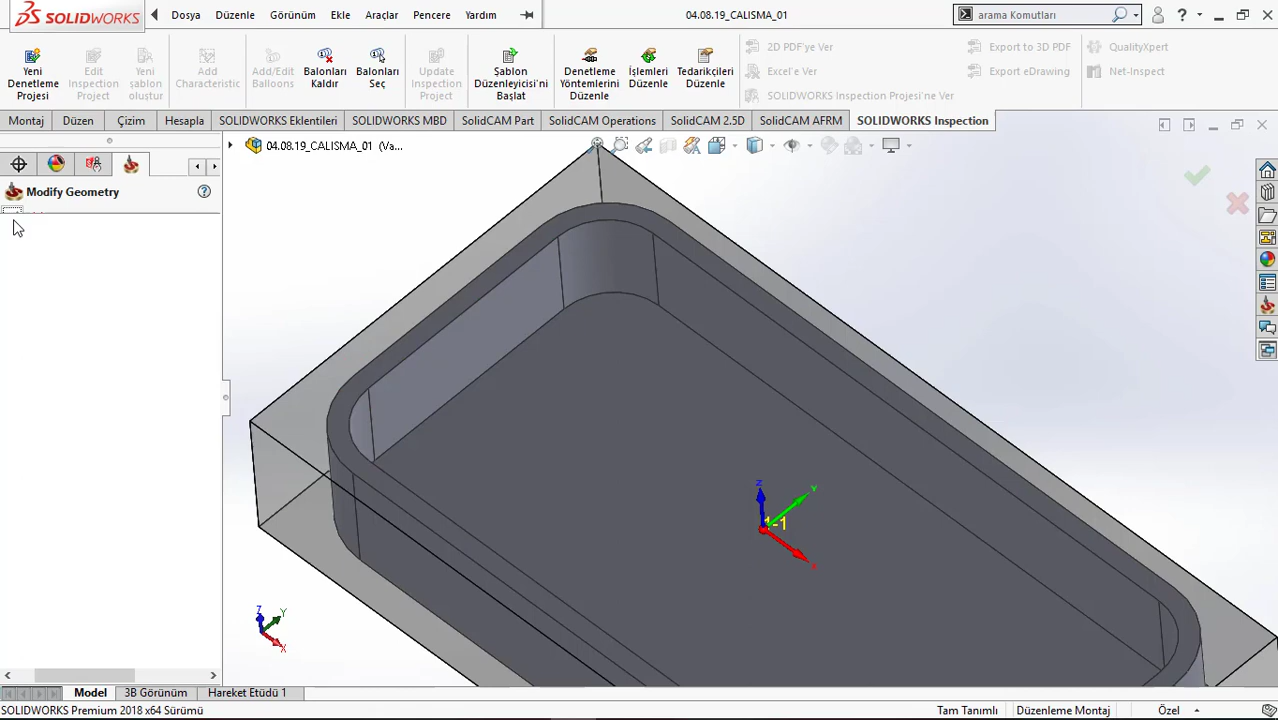 SOLIDWORKS
Dosya
Düzenle
Görünüm
Ekle
Araçlar
Pencere
Yardım
04.08.19_CALISMA_01
arama Komutları
?
Yeni
Denetleme
Projesi
Edit
Inspection
Project
Yeni
şablon
oluştur
Add
Characteristic
Add/Edit
Balloons
Balonları
Kaldır
Balonları
Seç
Update
Inspection
Project
Şablon
Düzenleyicisi'ni
Başlat
Denetleme
Yöntemlerini
Düzenle
İşlemleri
Düzenle
Tedarikçileri
Düzenle
2D PDF'ye Ver
Excel'e Ver
SOLIDWORKS Inspection Projesi'ne Ver
Export to 3D PDF
Export eDrawing
QualityXpert
Net-Inspect
Montaj
Düzen
Çizim
Hesapla
SOLIDWORKS Eklentileri
SOLIDWORKS MBD
SolidCAM Part
SolidCAM Operations
SolidCAM 2.5D
SolidCAM AFRM
SOLIDWORKS Inspection
04.08.19_CALISMA_01 (Va...
Modify Geometry
?
Z
Y
1-1
X
Z
Y
X
Model
3B Görünüm
Hareket Etüdü 1
SOLIDWORKS Premium 2018 x64 Sürümü
Tam Tanımlı
Düzenleme Montaj
Özel